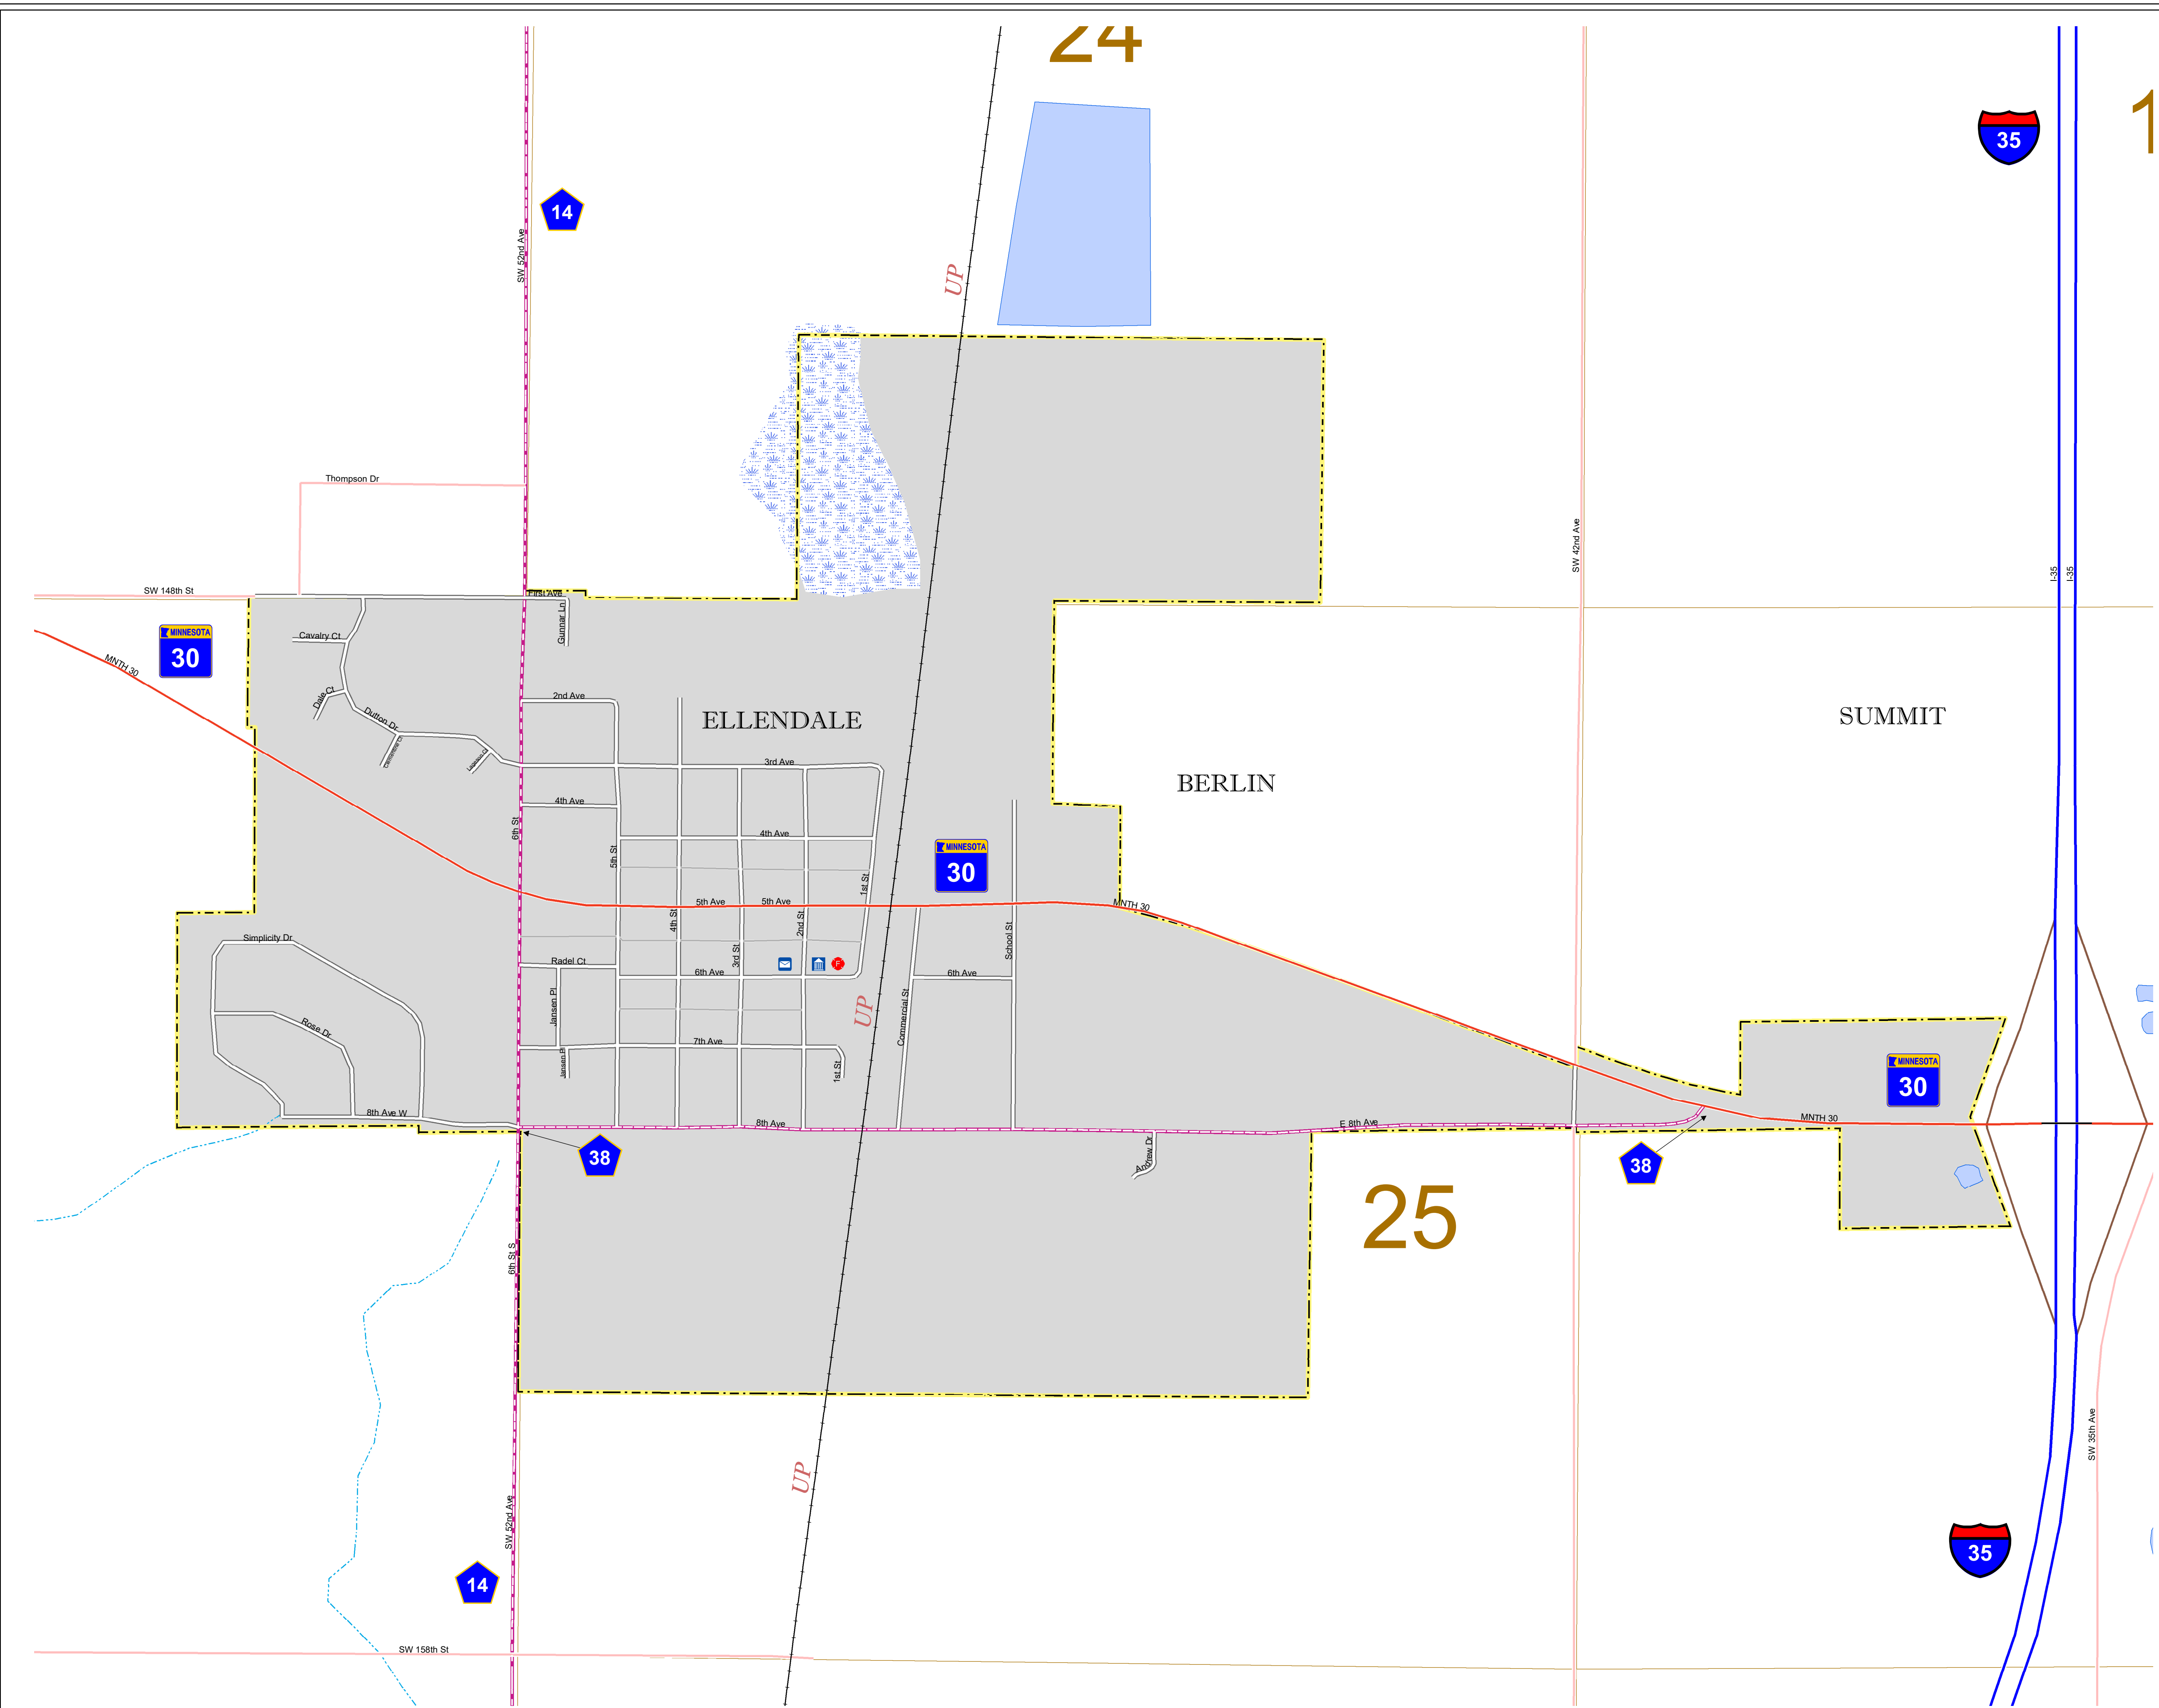 24
35
1
14
SW 52nd Ave
UP
SW 42nd Ave
Thompson Dr
I-35
I-35
SW 148th St
First Ave
Gunnar Ln
Cavalry Ct
MINNESOTA
30
MNTH 30
Dale Ct
2nd Ave
Dutton Dr
ELLENDALE
SUMMIT
3rd Ave
BERLIN
4th Ave
6th St
4th Ave
5th St
MINNESOTA
30
1st St
5th Ave
5th Ave
MNTH 30
4th St
2nd St
Simplicity Dr
3rd St
School St
Radel Ct
F
6th Ave
6th Ave
Jansen Pl
UP
Commercial St
Rose Dr
7th Ave
Jansen Pl
1st St
MINNESOTA
30
8th Ave W
8th Ave
E 8th Ave
MNTH 30
Andrew Dr
38
38
25
6th St S
SW 35th Ave
UP
SW 52nd Ave
35
14
SW 158th St